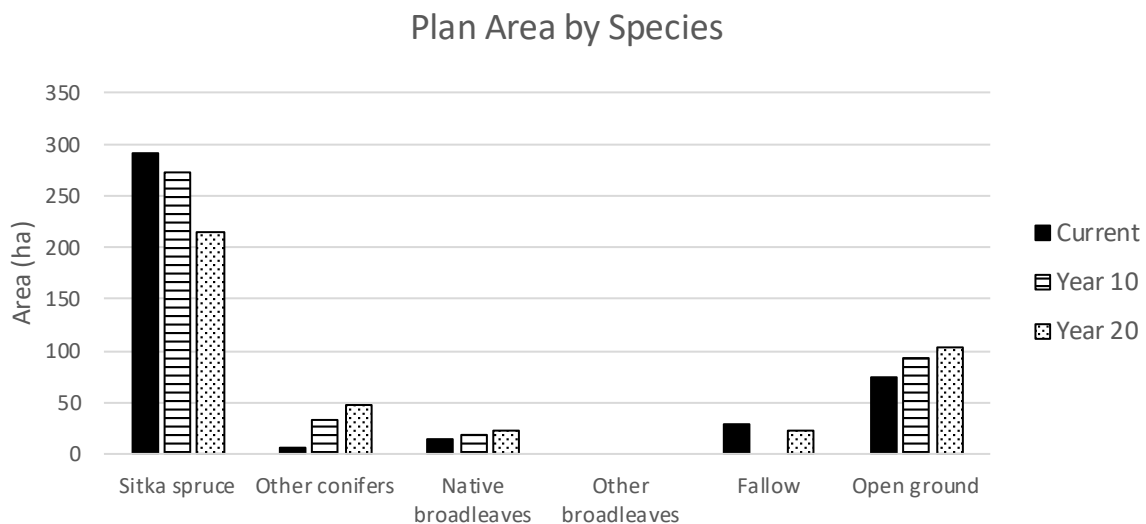 Plan Area by Species
350
300
250
200
150
100
50
0
Area (ha)
Sitka spruce
Other conifers
Native
broadleaves
Other
broadleaves
Fallow
Open ground
Current
Year 10
Year 20